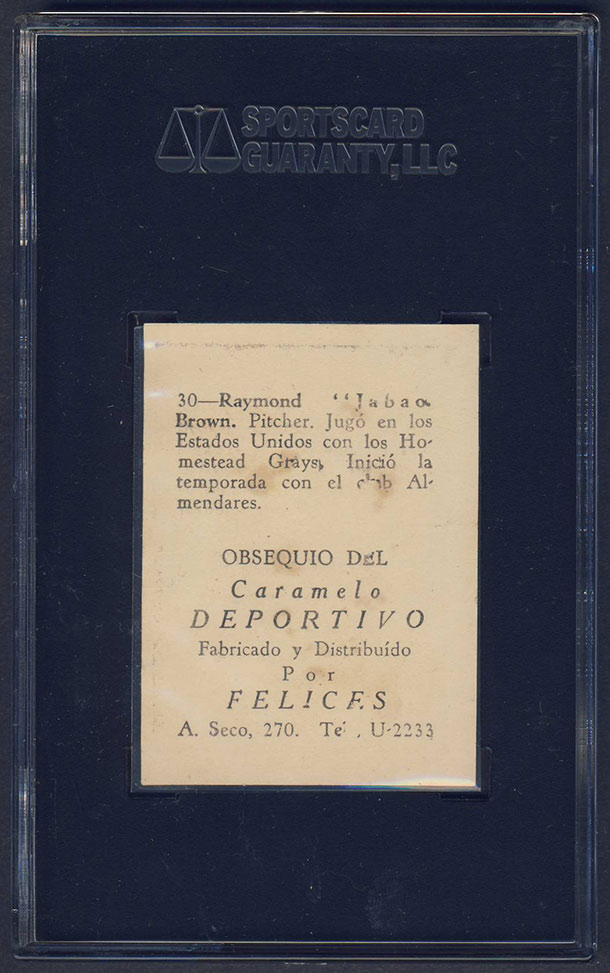 SPORTSCARD
GUARANTY, LLC
30—Raymond "Jabao
Brown. Pitcher. Jugó en los
Estados Unidos con los Ho-
mestead Grays, Inició la
temporada con el club Al-
mendares.
OBSEQUIO DEL
Caramelo
DEPORTIVO
Fabricado y Distribuído
Por
FELICES
A. Seco, 270. Tel. U-2233